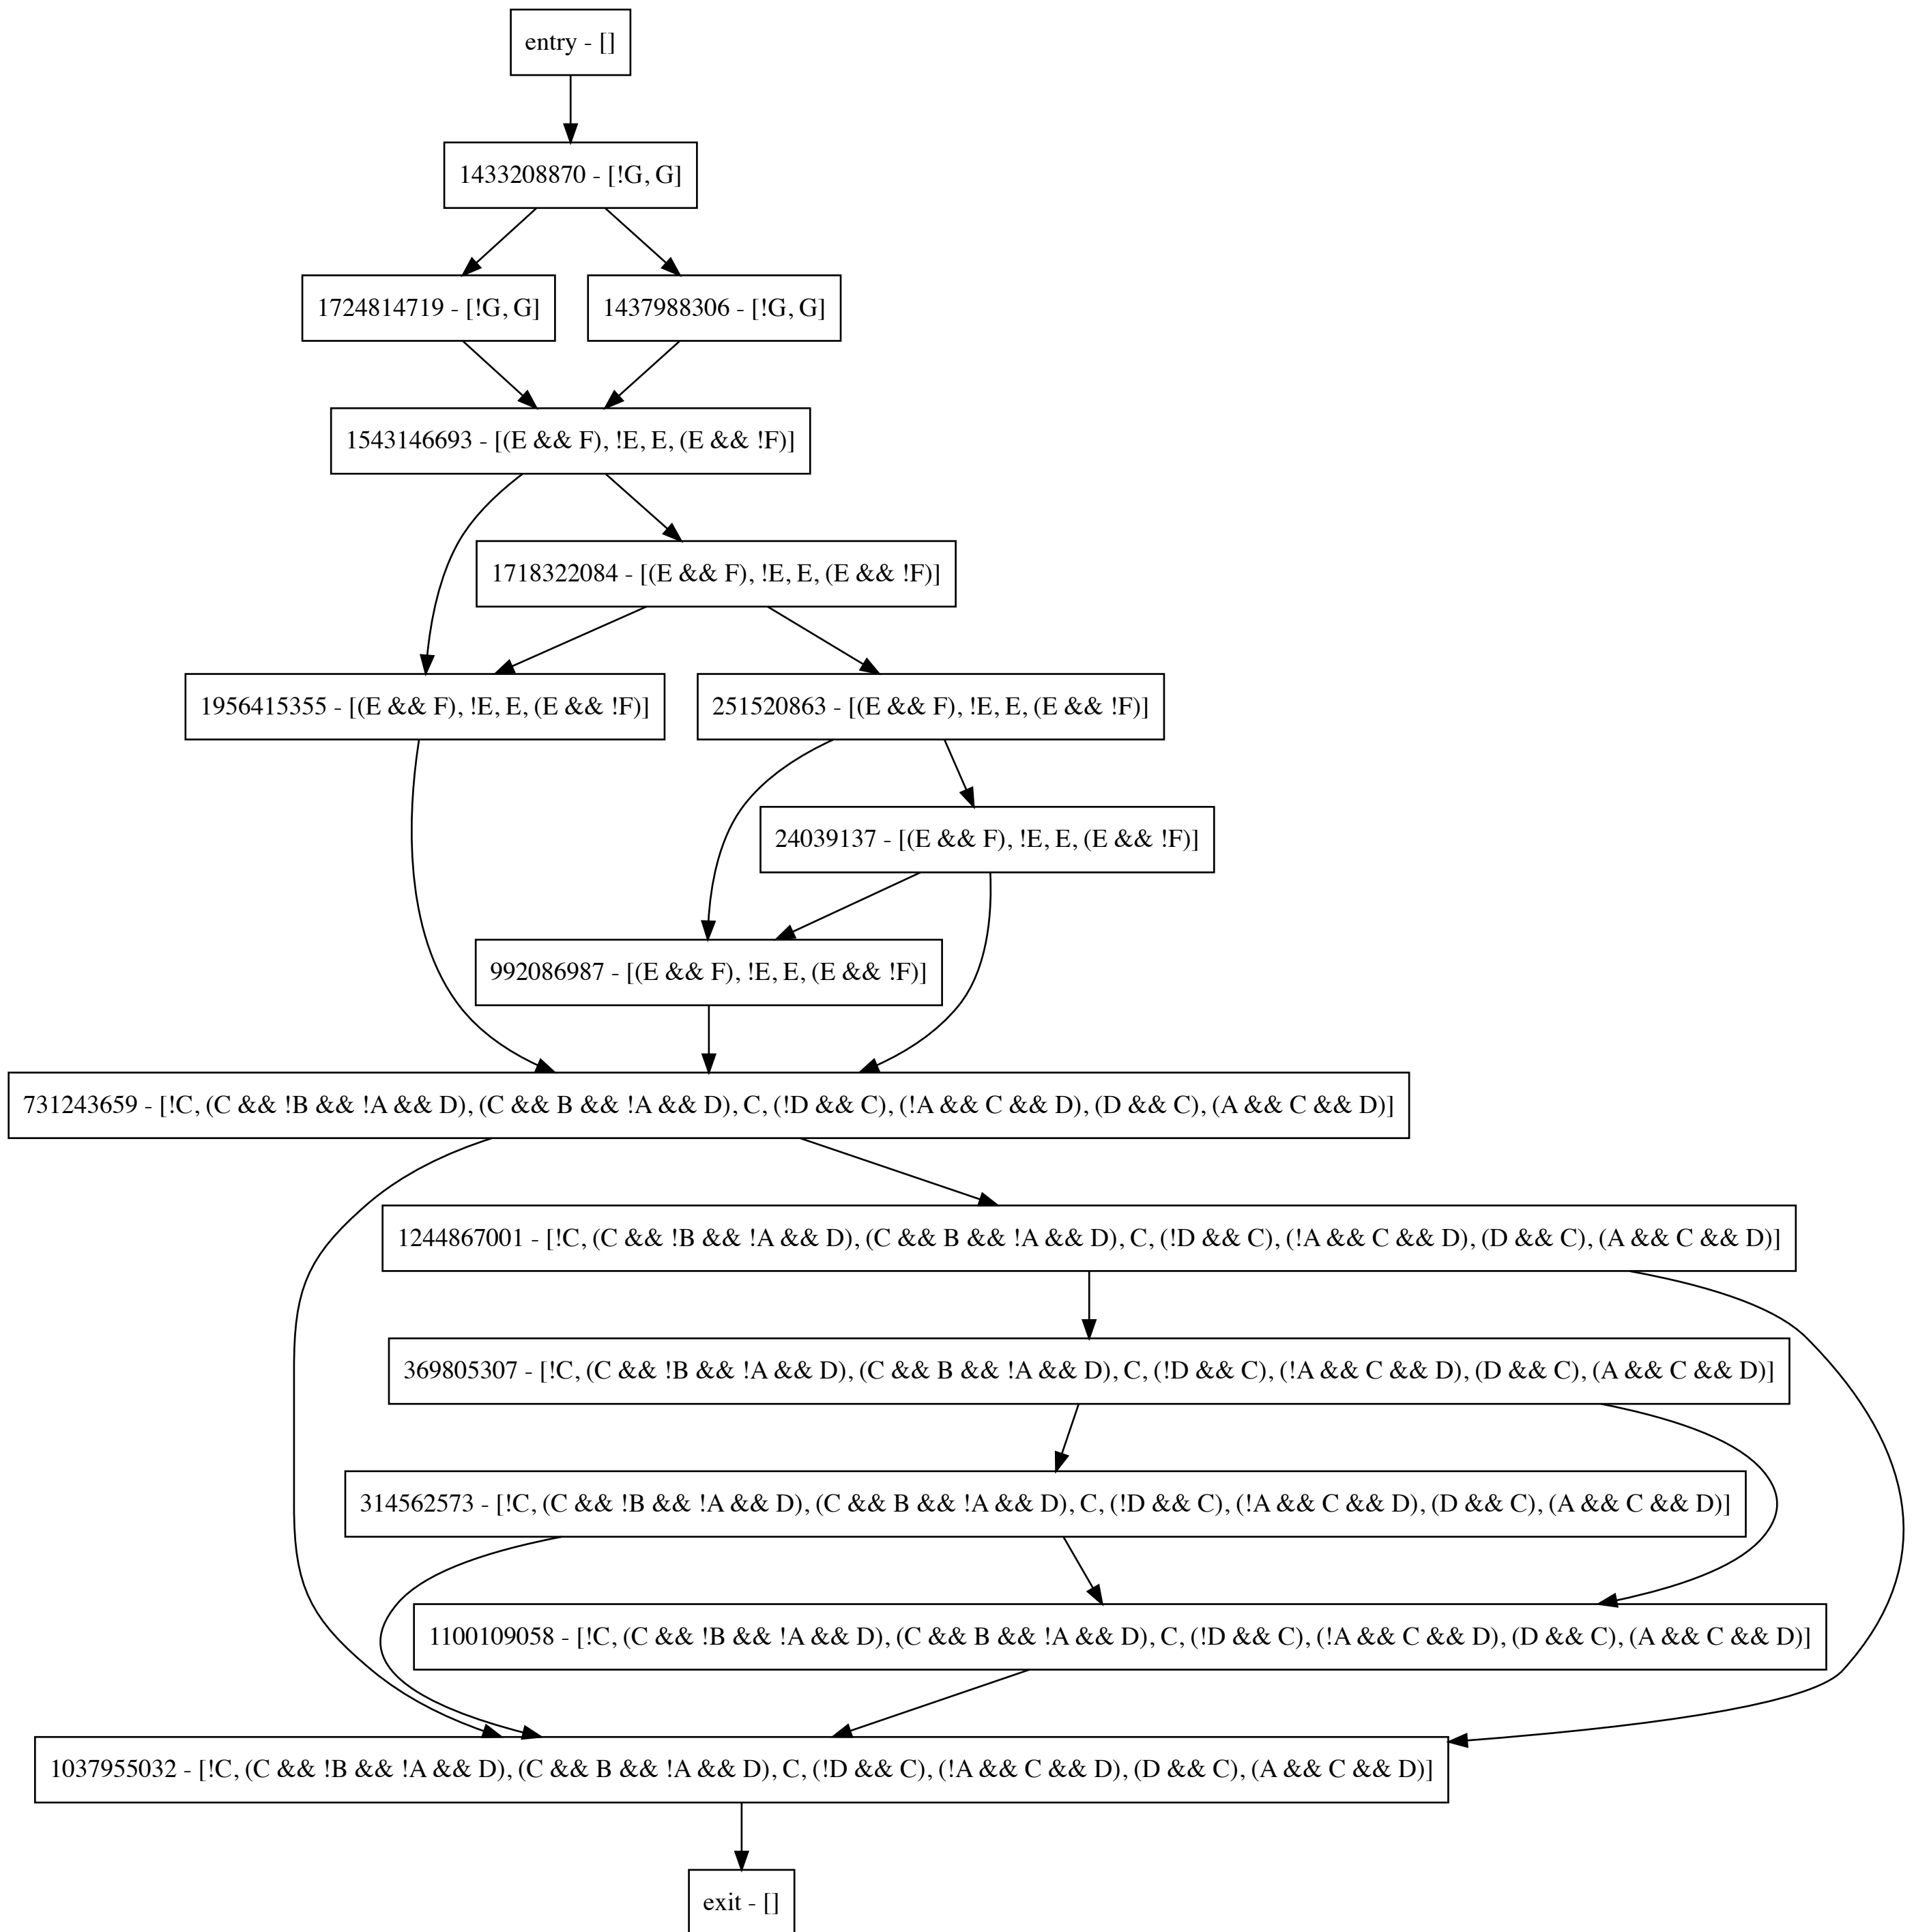 entry - []
1433208870 - [!G, G]
1724814719 - [!G, G]
1437988306 - [!G, G]
1543146693 - [(E && F), !E, E, (E && !F)]
1718322084 - [(E && F), !E, E, (E && !F)]
1956415355 - [(E && F), !E, E, (E && !F)]
251520863 - [(E && F), !E, E, (E && !F)]
24039137 - [(E && F), !E, E, (E && !F)]
992086987 - [(E && F), !E, E, (E && !F)]
731243659 - [!C, (C && !B && !A && D), (C && B && !A && D), C, (!D && C), (!A && C && D), (D && C), (A && C && D)]
1244867001 - [!C, (C && !B && !A && D), (C && B && !A && D), C, (!D && C), (!A && C && D), (D && C), (A && C && D)]
369805307 - [!C, (C && !B && !A && D), (C && B && !A && D), C, (!D && C), (!A && C && D), (D && C), (A && C && D)]
314562573 - [!C, (C && !B && !A && D), (C && B && !A && D), C, (!D && C), (!A && C && D), (D && C), (A && C && D)]
1100109058 - [!C, (C && !B && !A && D), (C && B && !A && D), C, (!D && C), (!A && C && D), (D && C), (A && C && D)]
1037955032 - [!C, (C && !B && !A && D), (C && B && !A && D), C, (!D && C), (!A && C && D), (D && C), (A && C && D)]
exit - []